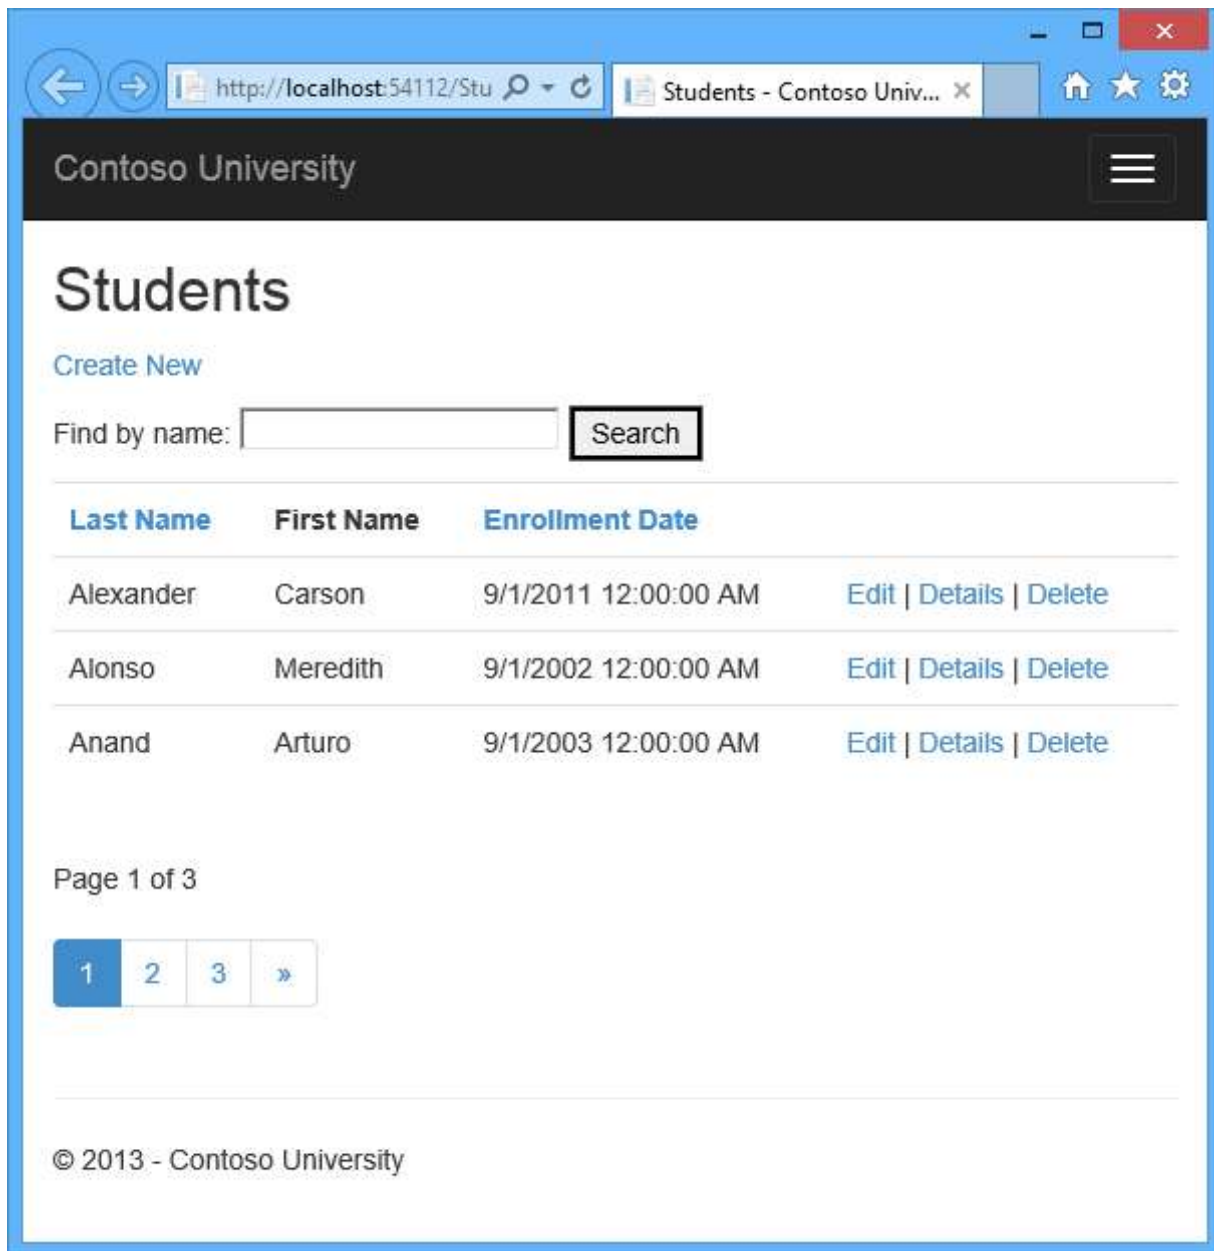 http://localhost:54112/Stu
Students - Contoso Univ...
Contoso University
Students
Create New
Find by name: Search
Last Name First Name Enrollment Date
Alexander Carson 9/1/2011 12:00:00 AM Edit | Details | Delete
Alonso Meredith 9/1/2002 12:00:00 AM Edit | Details | Delete
Anand Arturo 9/1/2003 12:00:00 AM Edit | Details | Delete
Page 1 of 3
1 2 3 »
© 2013 - Contoso University